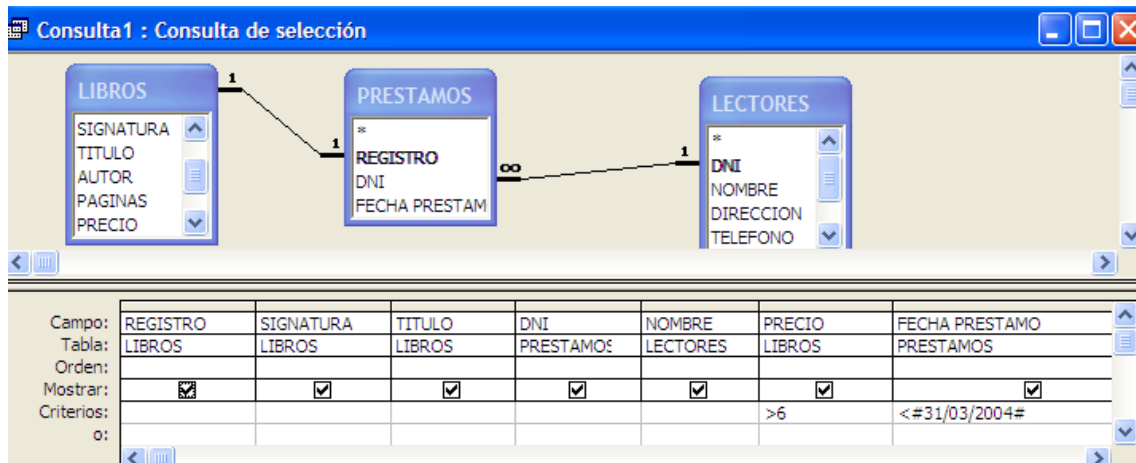 Consulta1 : Consulta de selección
LIBROS
SIGNATURA
TITULO
AUTOR
PAGINAS
PRECIO
1
1
PRESTAMOS
*
REGISTRO
DNI
FECHA PRESTAM
∞
1
LECTORES
*
DNI
NOMBRE
DIRECCION
TELEFONO
Campo: REGISTRO SIGNATURA TITULO DNI NOMBRE PRECIO FECHA PRESTAMO
Tabla: LIBROS LIBROS LIBROS PRESTAMOS LECTORES LIBROS PRESTAMOS
Orden:
Mostrar:
Criterios: >6 <#31/03/2004#
o: